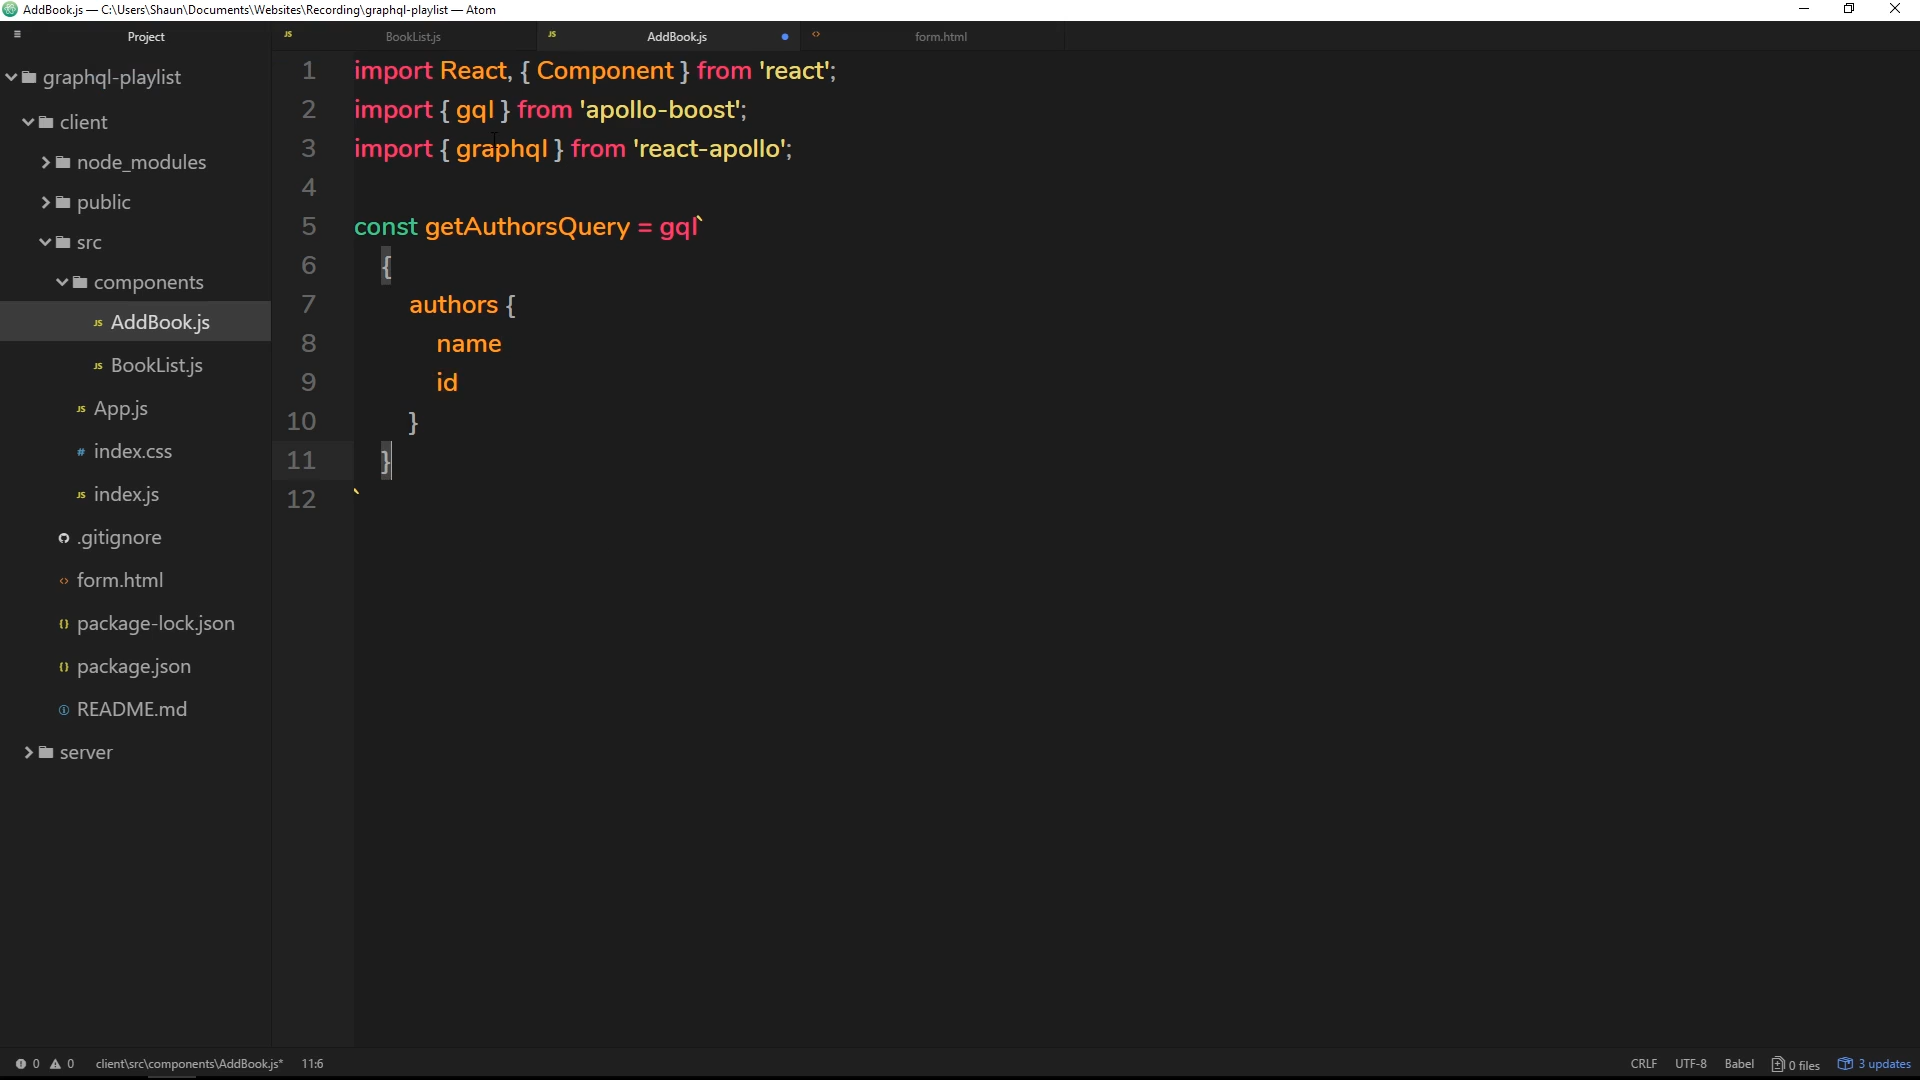 AddBook.js — C:\Users\Shaun\Documents\Websites\Recording\graphql-playlist — Atom
Project
BookList.js
AddBook.js
form.html
graphql-playlist
client
node_modules
public
src
components
JS AddBook.js
JS BookList.js
JS App.js
# index.css
JS index.js
.gitignore
<> form.html
{} package-lock.json
{} package.json
README.md
server
1 import React, { Component } from 'react';
2 import { gql } from 'apollo-boost';
3 import { graphql } from 'react-apollo';
4
5 const getAuthorsQuery = gql`
6 {
7 authors {
8 name
9 id
10 }
11 }
12 `
0 0 client\src\components\AddBook.js* 11:6
CRLF UTF-8 Babel 0 files 3 updates